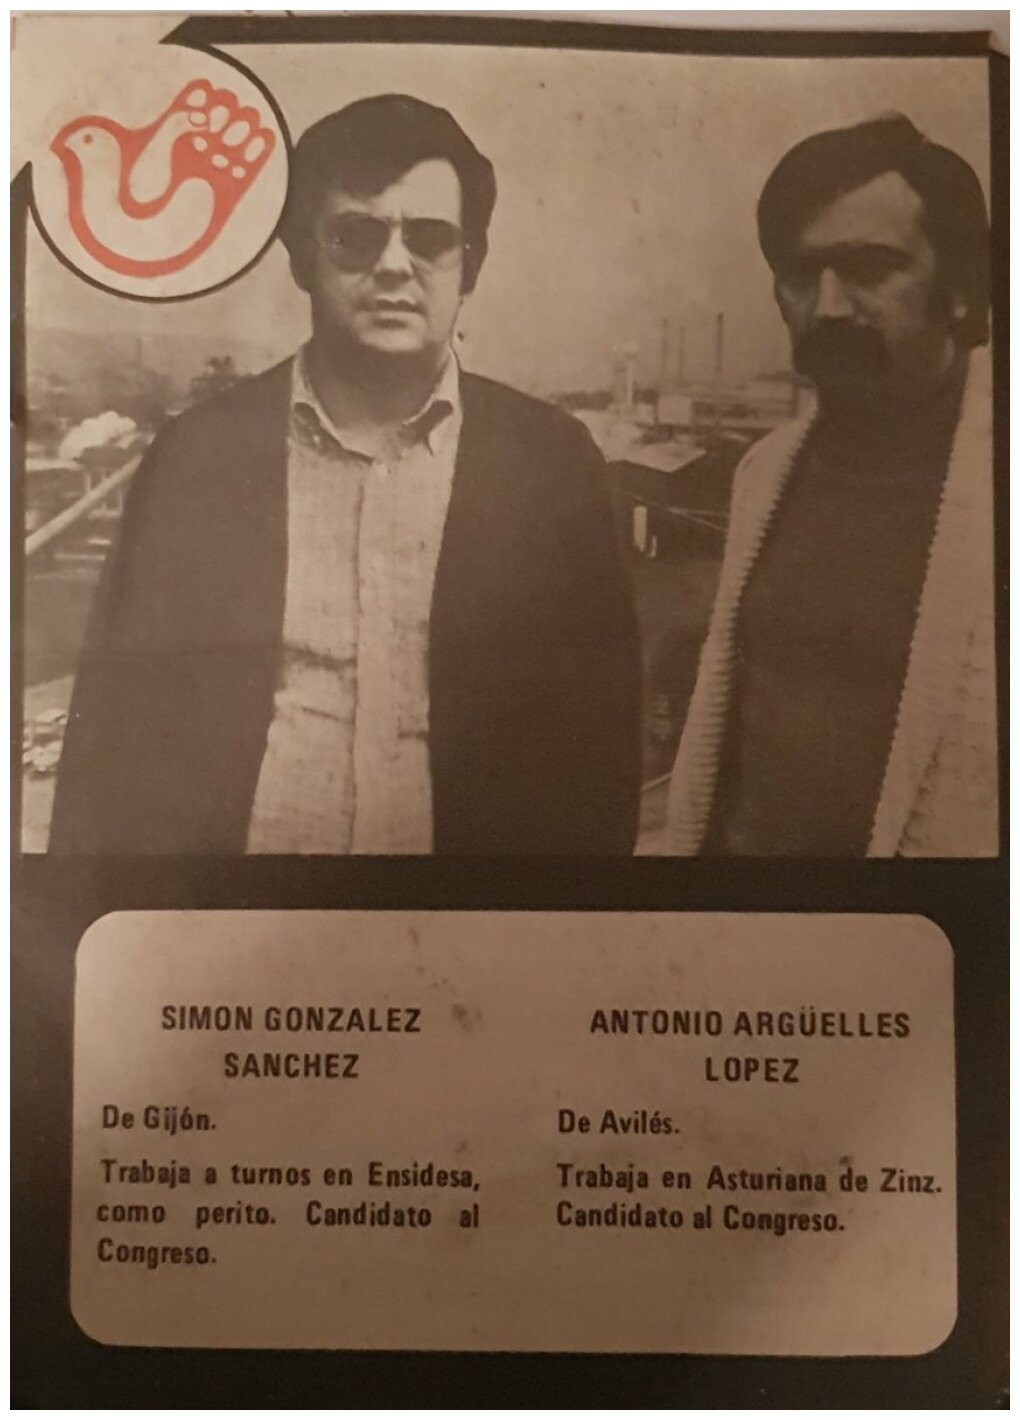 SIMON GONZALEZ
SANCHEZ
De Gijón.
Trabaja a turnos en Ensidesa,
como perito. Candidato al
Congreso.
ANTONIO ARGÜELLES
LOPEZ
De Avilés.
Trabaja en Asturiana de Zinz.
Candidato al Congreso.